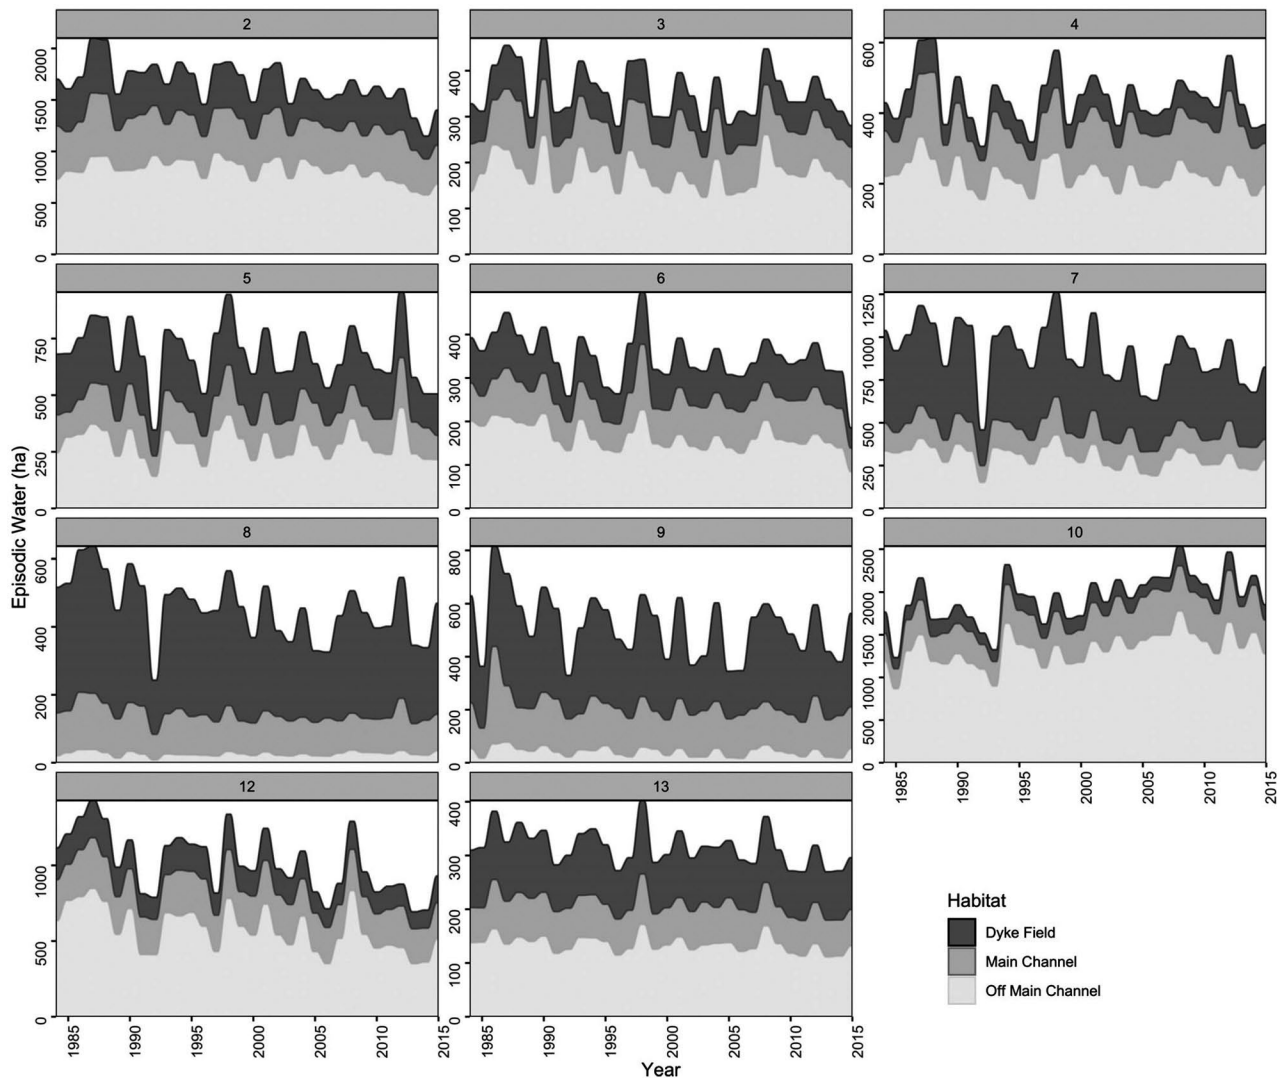 2 3 4
0 500 1000 1500 2000
0 100 200 300 400
0 200 400 600
5 6 7
0 250 500 750
0 100 200 300 400
0 250 500 750 1000 1250
Episodic Water (ha)
8 9 10
0 200 400 600
0 200 400 600 800
0 500 1000 1500 2000 2500
1985 1990 1995 2000 2005 2010 2015
12 13
0 500 1000
0 100 200 300 400
Habitat
Dyke Field
Main Channel
Off Main Channel
1985 1990 1995 2000 2005 2010 2015
1985 1990 1995 2000 2005 2010 2015
Year